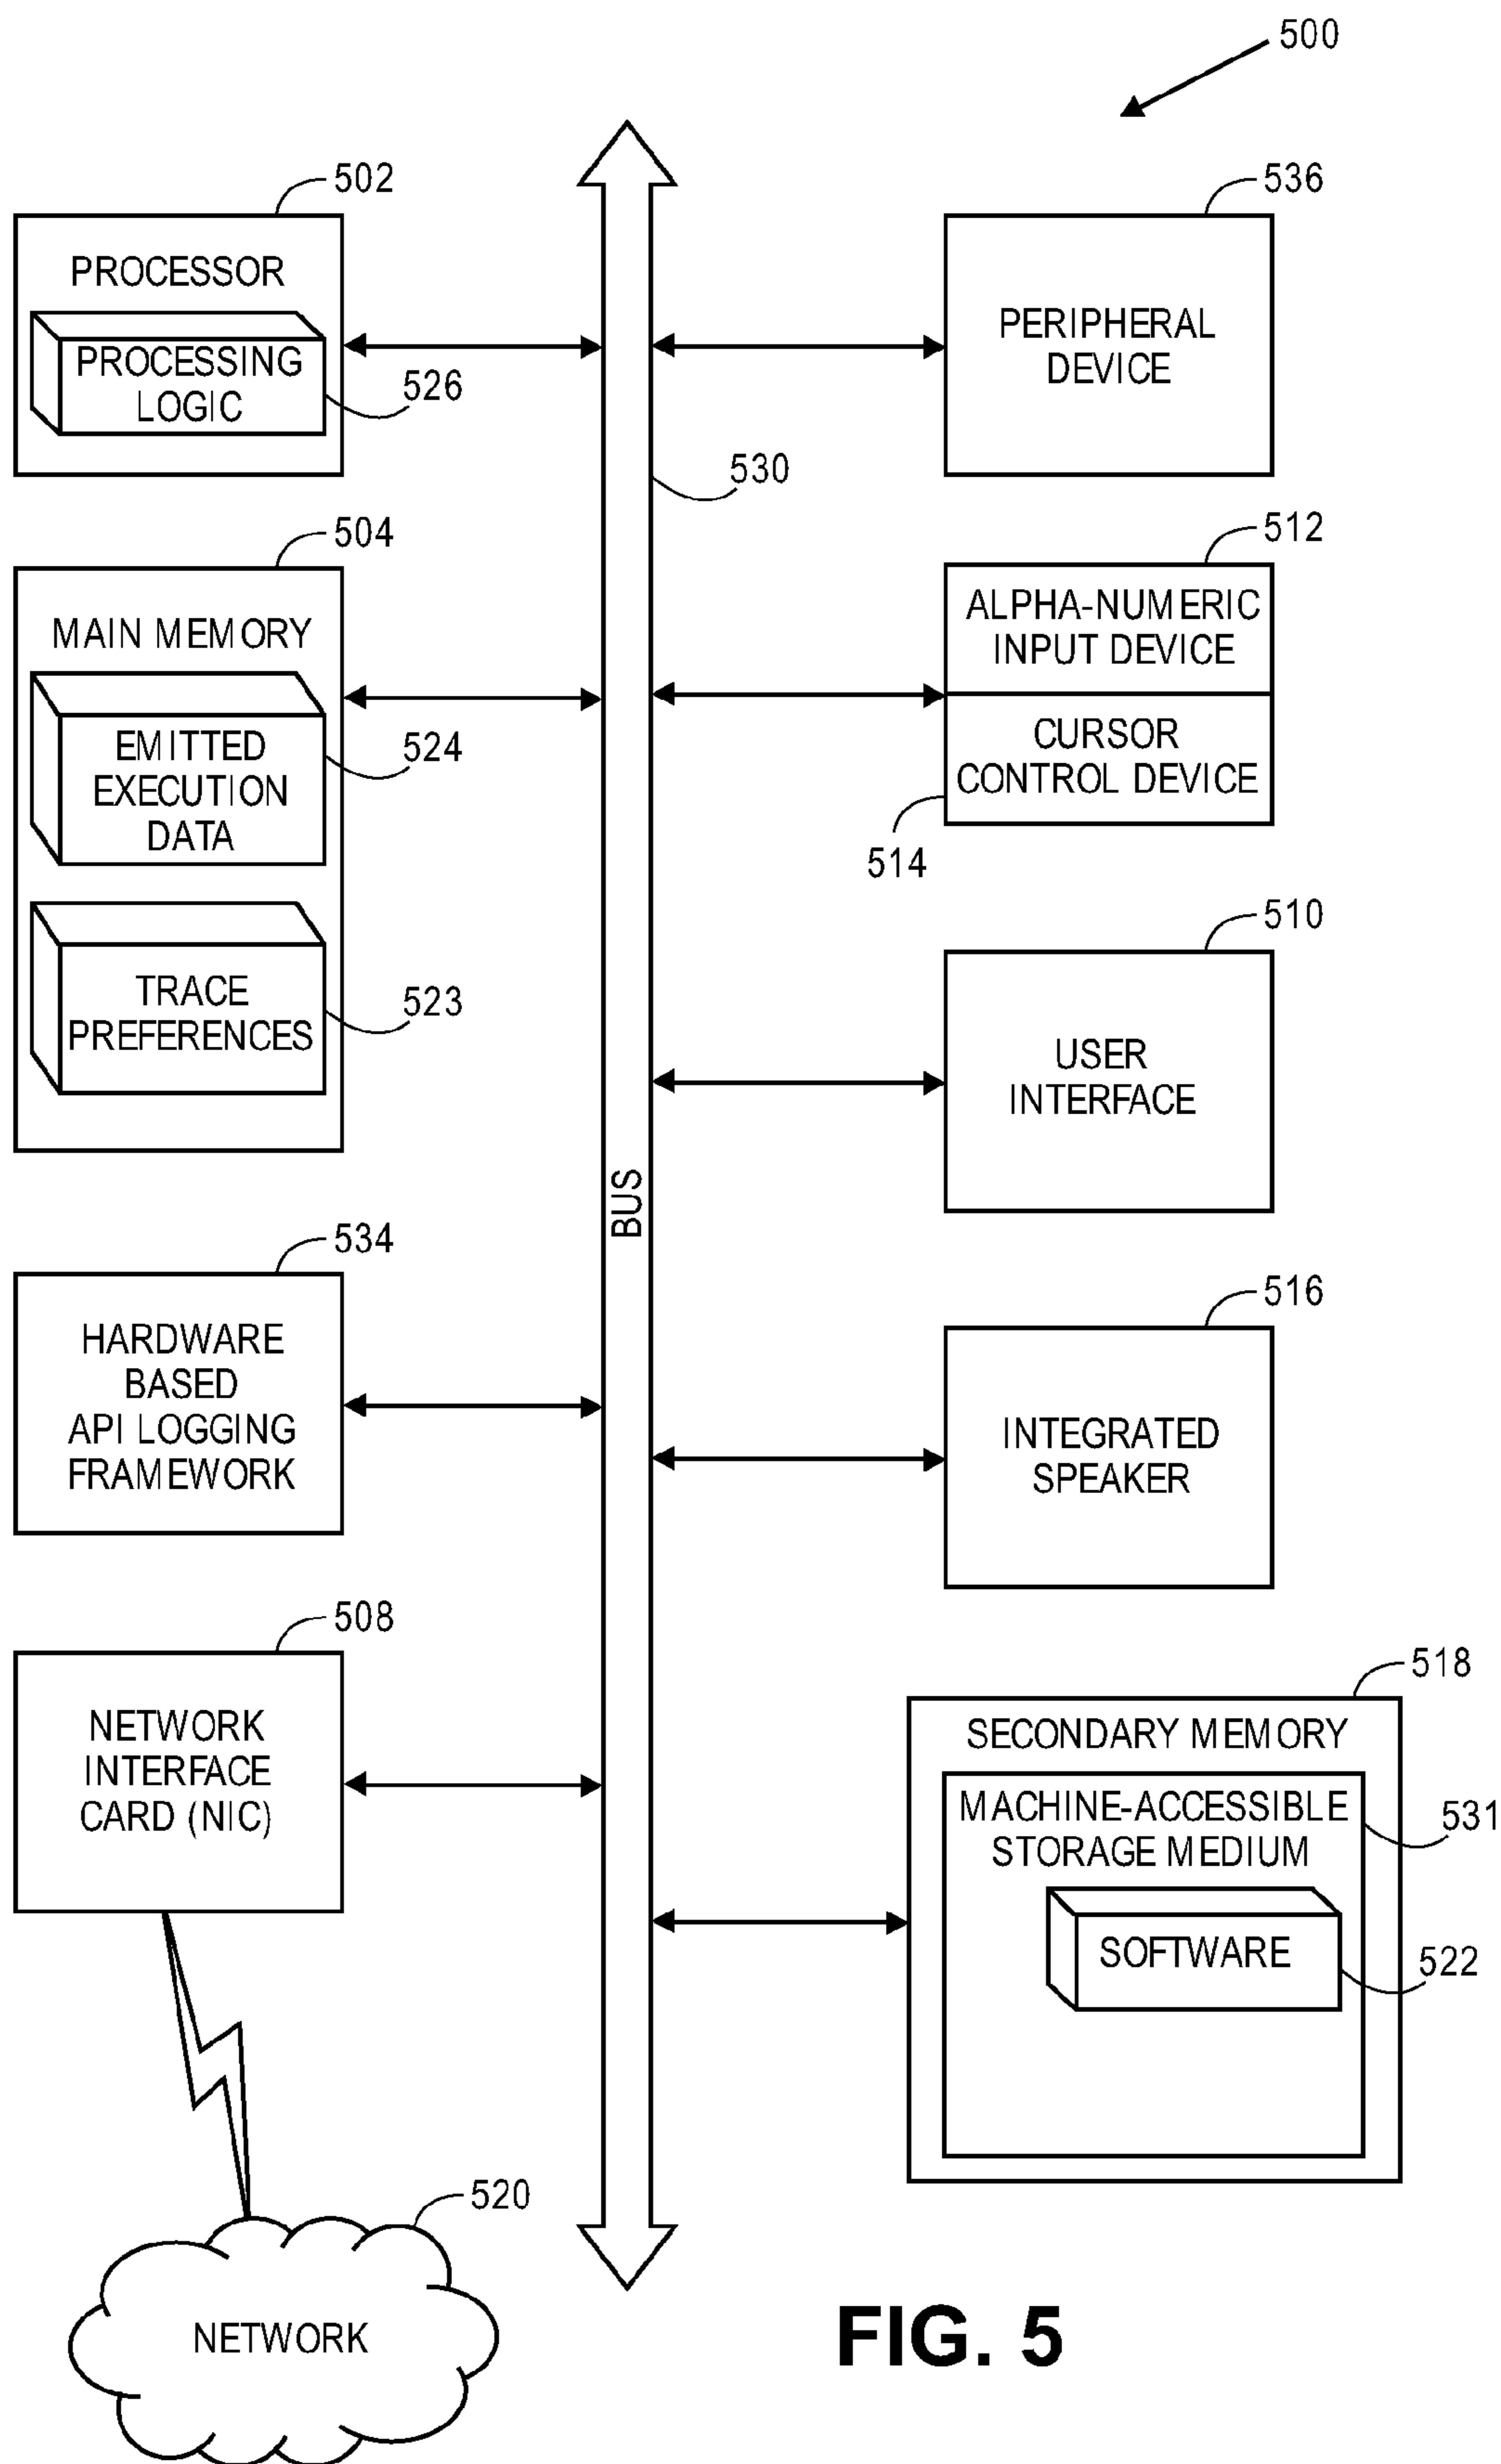 500
502
PROCESSOR
PROCESSING
LOGIC
526
536
PERIPHERAL
DEVICE
530
504
MAIN MEMORY
EMITTED
EXECUTION
DATA
524
TRACE
PREFERENCES
523
512
ALPHA-NUMERIC
INPUT DEVICE
CURSOR
CONTROL DEVICE
514
510
USER
INTERFACE
BUS
534
HARDWARE
BASED
API LOGGING
FRAMEWORK
516
INTEGRATED
SPEAKER
508
NETWORK
INTERFACE
CARD (NIC)
518
SECONDARY MEMORY
MACHINE-ACCESSIBLE
STORAGE MEDIUM
531
SOFTWARE
522
520
NETWORK
FIG. 5